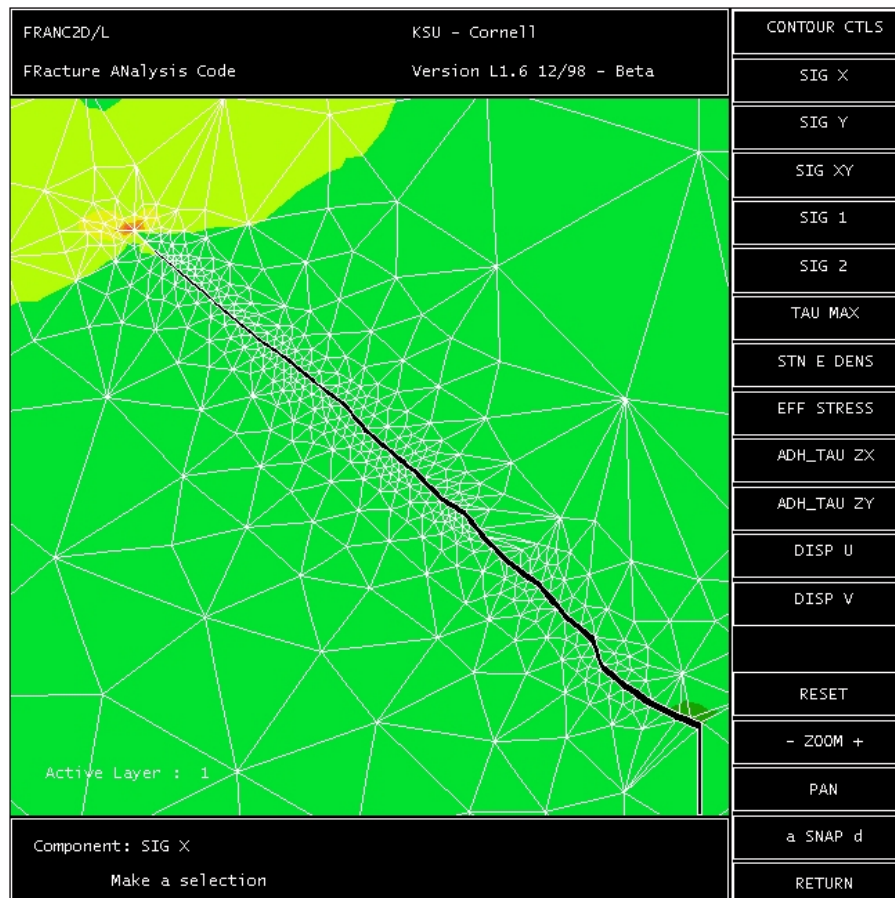 FRANC2D/L KSU - Cornell
FRacture ANalysis Code Version L1.6 12/98 - Beta
CONTOUR CTLS
SIG X
SIG Y
SIG XY
SIG 1
SIG 2
TAU MAX
STN E DENS
EFF STRESS
ADH_TAU ZX
ADH_TAU ZY
DISP U
DISP V
RESET
- ZOOM +
PAN
a SNAP d
RETURN
Active Layer : 1
Component: SIG X
Make a selection